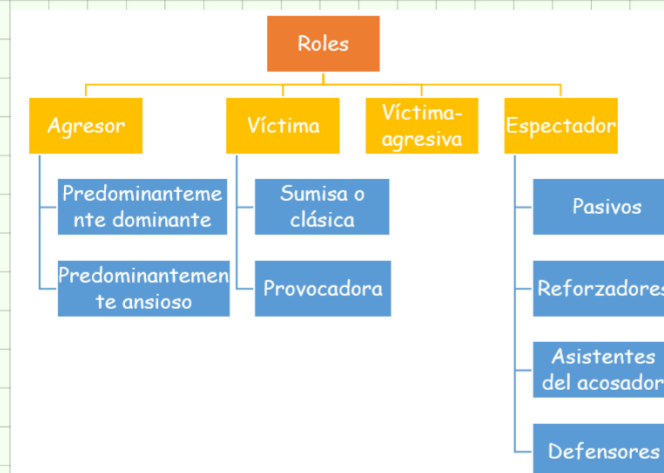 Roles
Agresor
Víctima
Víctima-
agresiva
Espectador
Predominanteme
nte dominante
Predominantemen
te ansioso
Sumisa o
clásica
Provocadora
Pasivos
Reforzadores
Asistentes
del acosador
Defensores